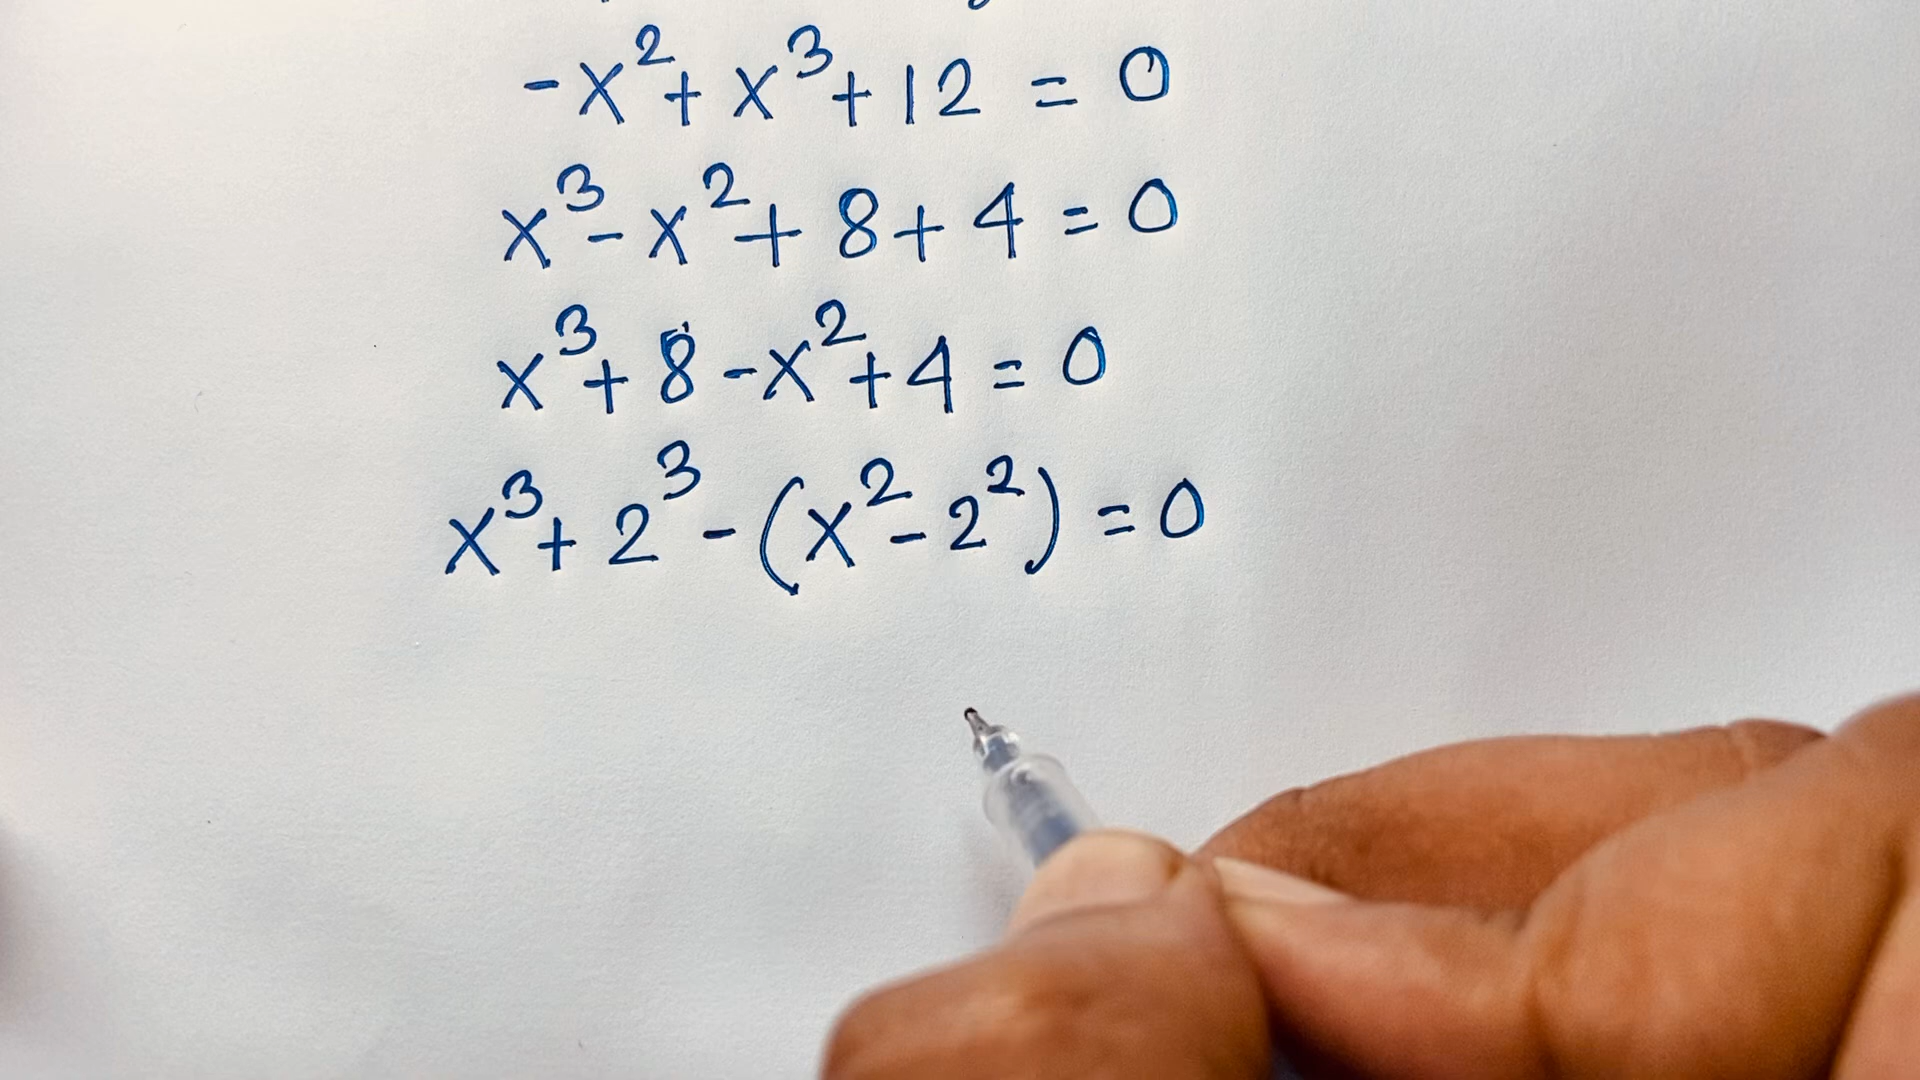 -x²+x³+12 = 0
x³-x²+8+4=0
x³+8-x²+4=0
x³+2³-(x²-2²)=0